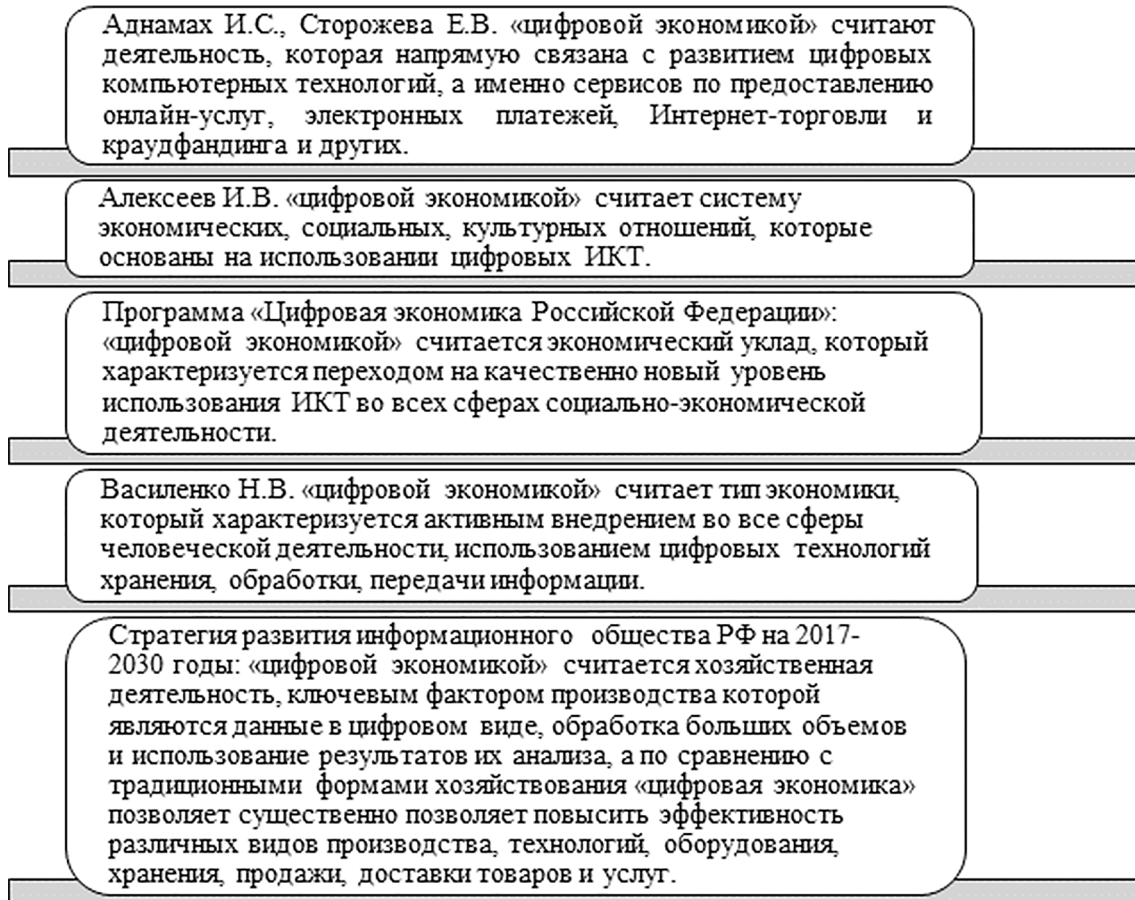 Аднамах И.С., Сторожева Е.В. «цифровой экономикой» считают
деятельность, которая напрямую связана с развитием цифровых
компьютерных технологий, а именно сервисов по предоставлению
онлайн-услуг, электронных платежей, Интернет-торговли и
краудфандинга и других.
Алексеев И.В. «цифровой экономикой» считает систему
экономических, социальных, культурных отношений, которые
основаны на использовании цифровых ИКТ.
Программа «Цифровая экономика Российской Федерации»:
«цифровой экономикой» считается экономический уклад, который
характеризуется переходом на качественно новый уровень
использования ИКТ во всех сферах социально-экономической
деятельности.
Василенко Н.В. «цифровой экономикой» считает тип экономики,
который характеризуется активным внедрением во все сферы
человеческой деятельности, использованием цифровых технологий
хранения, обработки, передачи информации.
Стратегия развития информационного общества РФ на 2017-
2030 годы: «цифровой экономикой» считается хозяйственная
деятельность, ключевым фактором производства которой
являются данные в цифровом виде, обработка больших объемов
и использование результатов их анализа, а по сравнению с
традиционными формами хозяйствования «цифровая экономика»
позволяет существенно позволяет повысить эффективность
различных видов производства, технологий, оборудования,
хранения, продажи, доставки товаров и услуг.